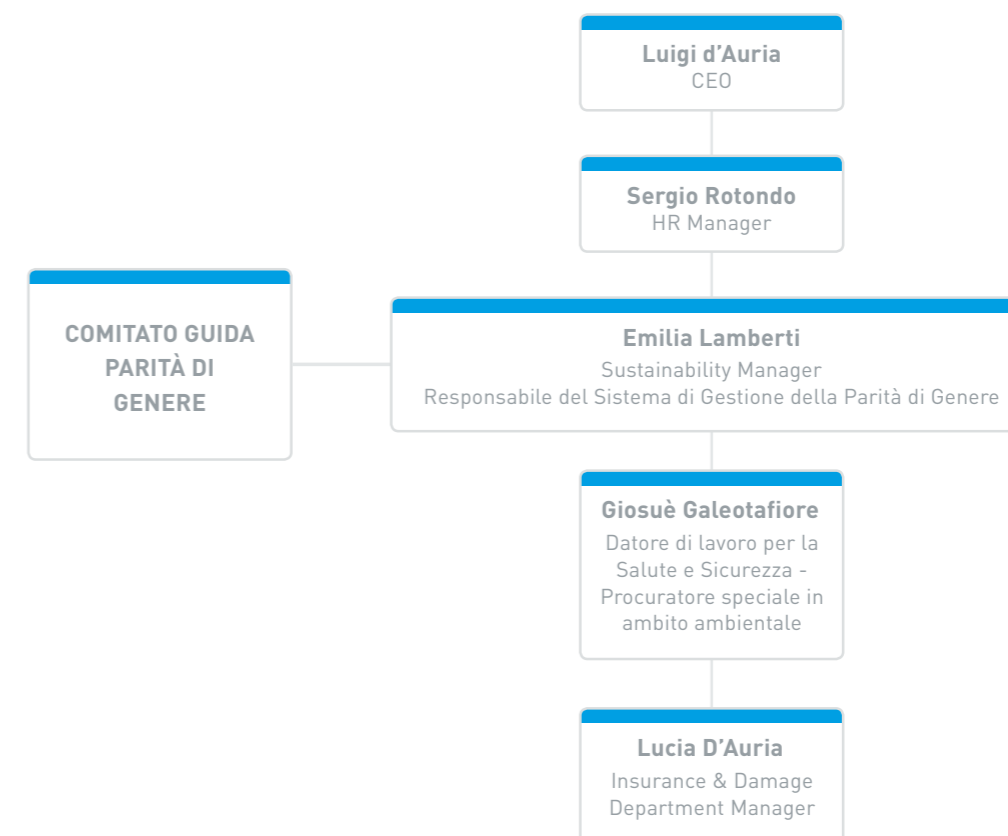 Luigi d’Auria
CEO
Sergio Rotondo
HR Manager
COMITATO GUIDA
PARITÀ DI
GENERE
Emilia Lamberti
Sustainability Manager
Responsabile del Sistema di Gestione della Parità di Genere
Giosuè Galeotafiore
Datore di lavoro per la
Salute e Sicurezza -
Procuratore speciale in
ambito ambientale
Lucia D’Auria
Insurance & Damage
Department Manager